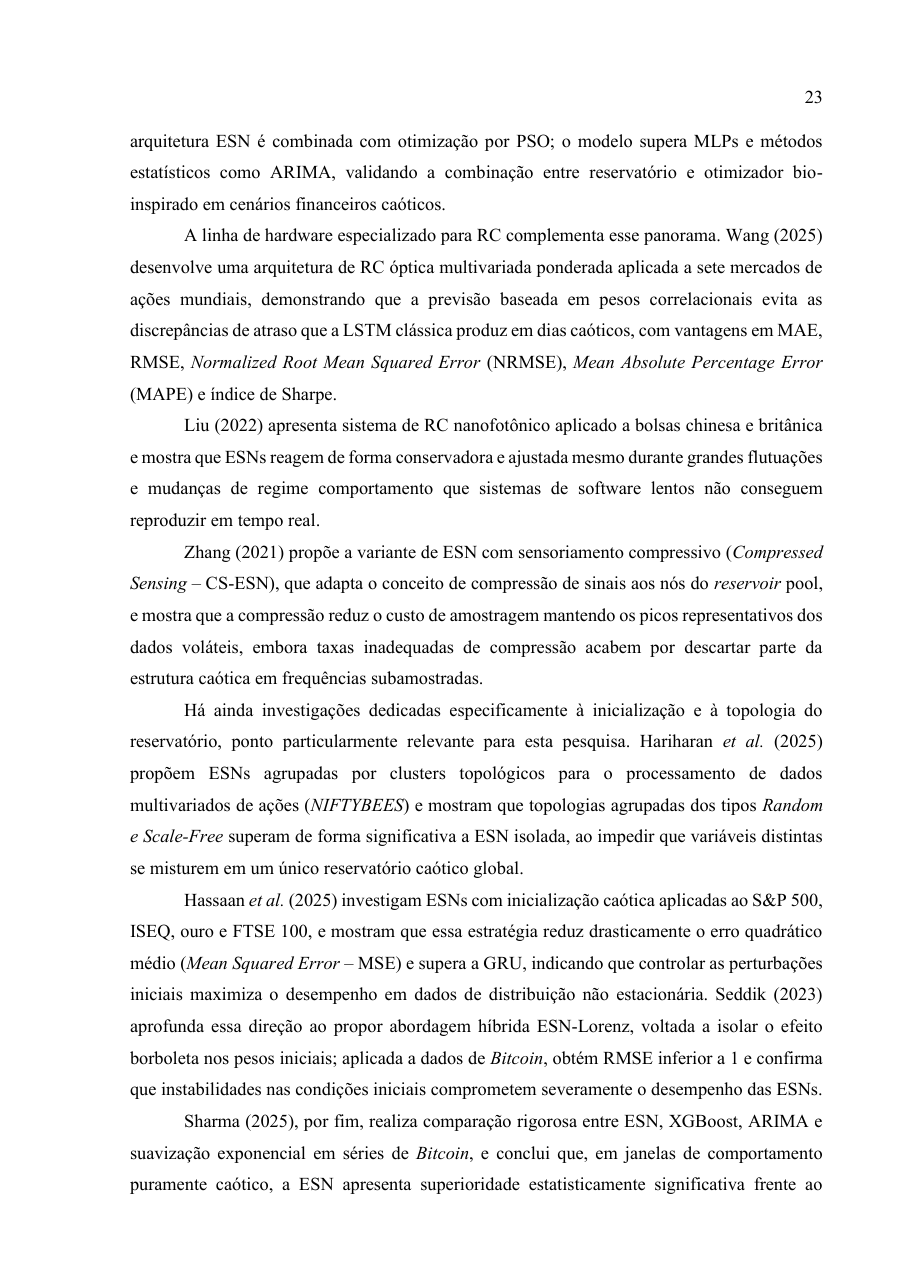 23
arquitetura ESN é combinada com otimização por PSO; o modelo supera MLPs e métodos
estatísticos como ARIMA, validando a combinação entre reservatório e otimizador bio-
inspirado em cenários financeiros caóticos.
A linha de hardware especializado para RC complementa esse panorama. Wang (2025)
desenvolve uma arquitetura de RC óptica multivariada ponderada aplicada a sete mercados de
ações mundiais, demonstrando que a previsão baseada em pesos correlacionais evita as
discrepâncias de atraso que a LSTM clássica produz em dias caóticos, com vantagens em MAE,
RMSE, Normalized Root Mean Squared Error (NRMSE), Mean Absolute Percentage Error
(MAPE) e índice de Sharpe.
Liu (2022) apresenta sistema de RC nanofotônico aplicado a bolsas chinesa e britânica
e mostra que ESNs reagem de forma conservadora e ajustada mesmo durante grandes flutuações
e mudanças de regime comportamento que sistemas de software lentos não conseguem
reproduzir em tempo real.
Zhang (2021) propõe a variante de ESN com sensoriamento compressivo (Compressed
Sensing – CS-ESN), que adapta o conceito de compressão de sinais aos nós do reservoir pool,
e mostra que a compressão reduz o custo de amostragem mantendo os picos representativos dos
dados voláteis, embora taxas inadequadas de compressão acabem por descartar parte da
estrutura caótica em frequências subamostradas.
Há ainda investigações dedicadas especificamente à inicialização e à topologia do
reservatório, ponto particularmente relevante para esta pesquisa. Hariharan et al. (2025)
propõem ESNs agrupadas por clusters topológicos para o processamento de dados
multivariados de ações (NIFTYBEES) e mostram que topologias agrupadas dos tipos Random
e Scale-Free superam de forma significativa a ESN isolada, ao impedir que variáveis distintas
se misturem em um único reservatório caótico global.
Hassaan et al. (2025) investigam ESNs com inicialização caótica aplicadas ao S&P 500,
ISEQ, ouro e FTSE 100, e mostram que essa estratégia reduz drasticamente o erro quadrático
médio (Mean Squared Error – MSE) e supera a GRU, indicando que controlar as perturbações
iniciais maximiza o desempenho em dados de distribuição não estacionária. Seddik (2023)
aprofunda essa direção ao propor abordagem híbrida ESN-Lorenz, voltada a isolar o efeito
borboleta nos pesos iniciais; aplicada a dados de Bitcoin, obtém RMSE inferior a 1 e confirma
que instabilidades nas condições iniciais comprometem severamente o desempenho das ESNs.
Sharma (2025), por fim, realiza comparação rigorosa entre ESN, XGBoost, ARIMA e
suavização exponencial em séries de Bitcoin, e conclui que, em janelas de comportamento
puramente caótico, a ESN apresenta superioridade estatisticamente significativa frente ao